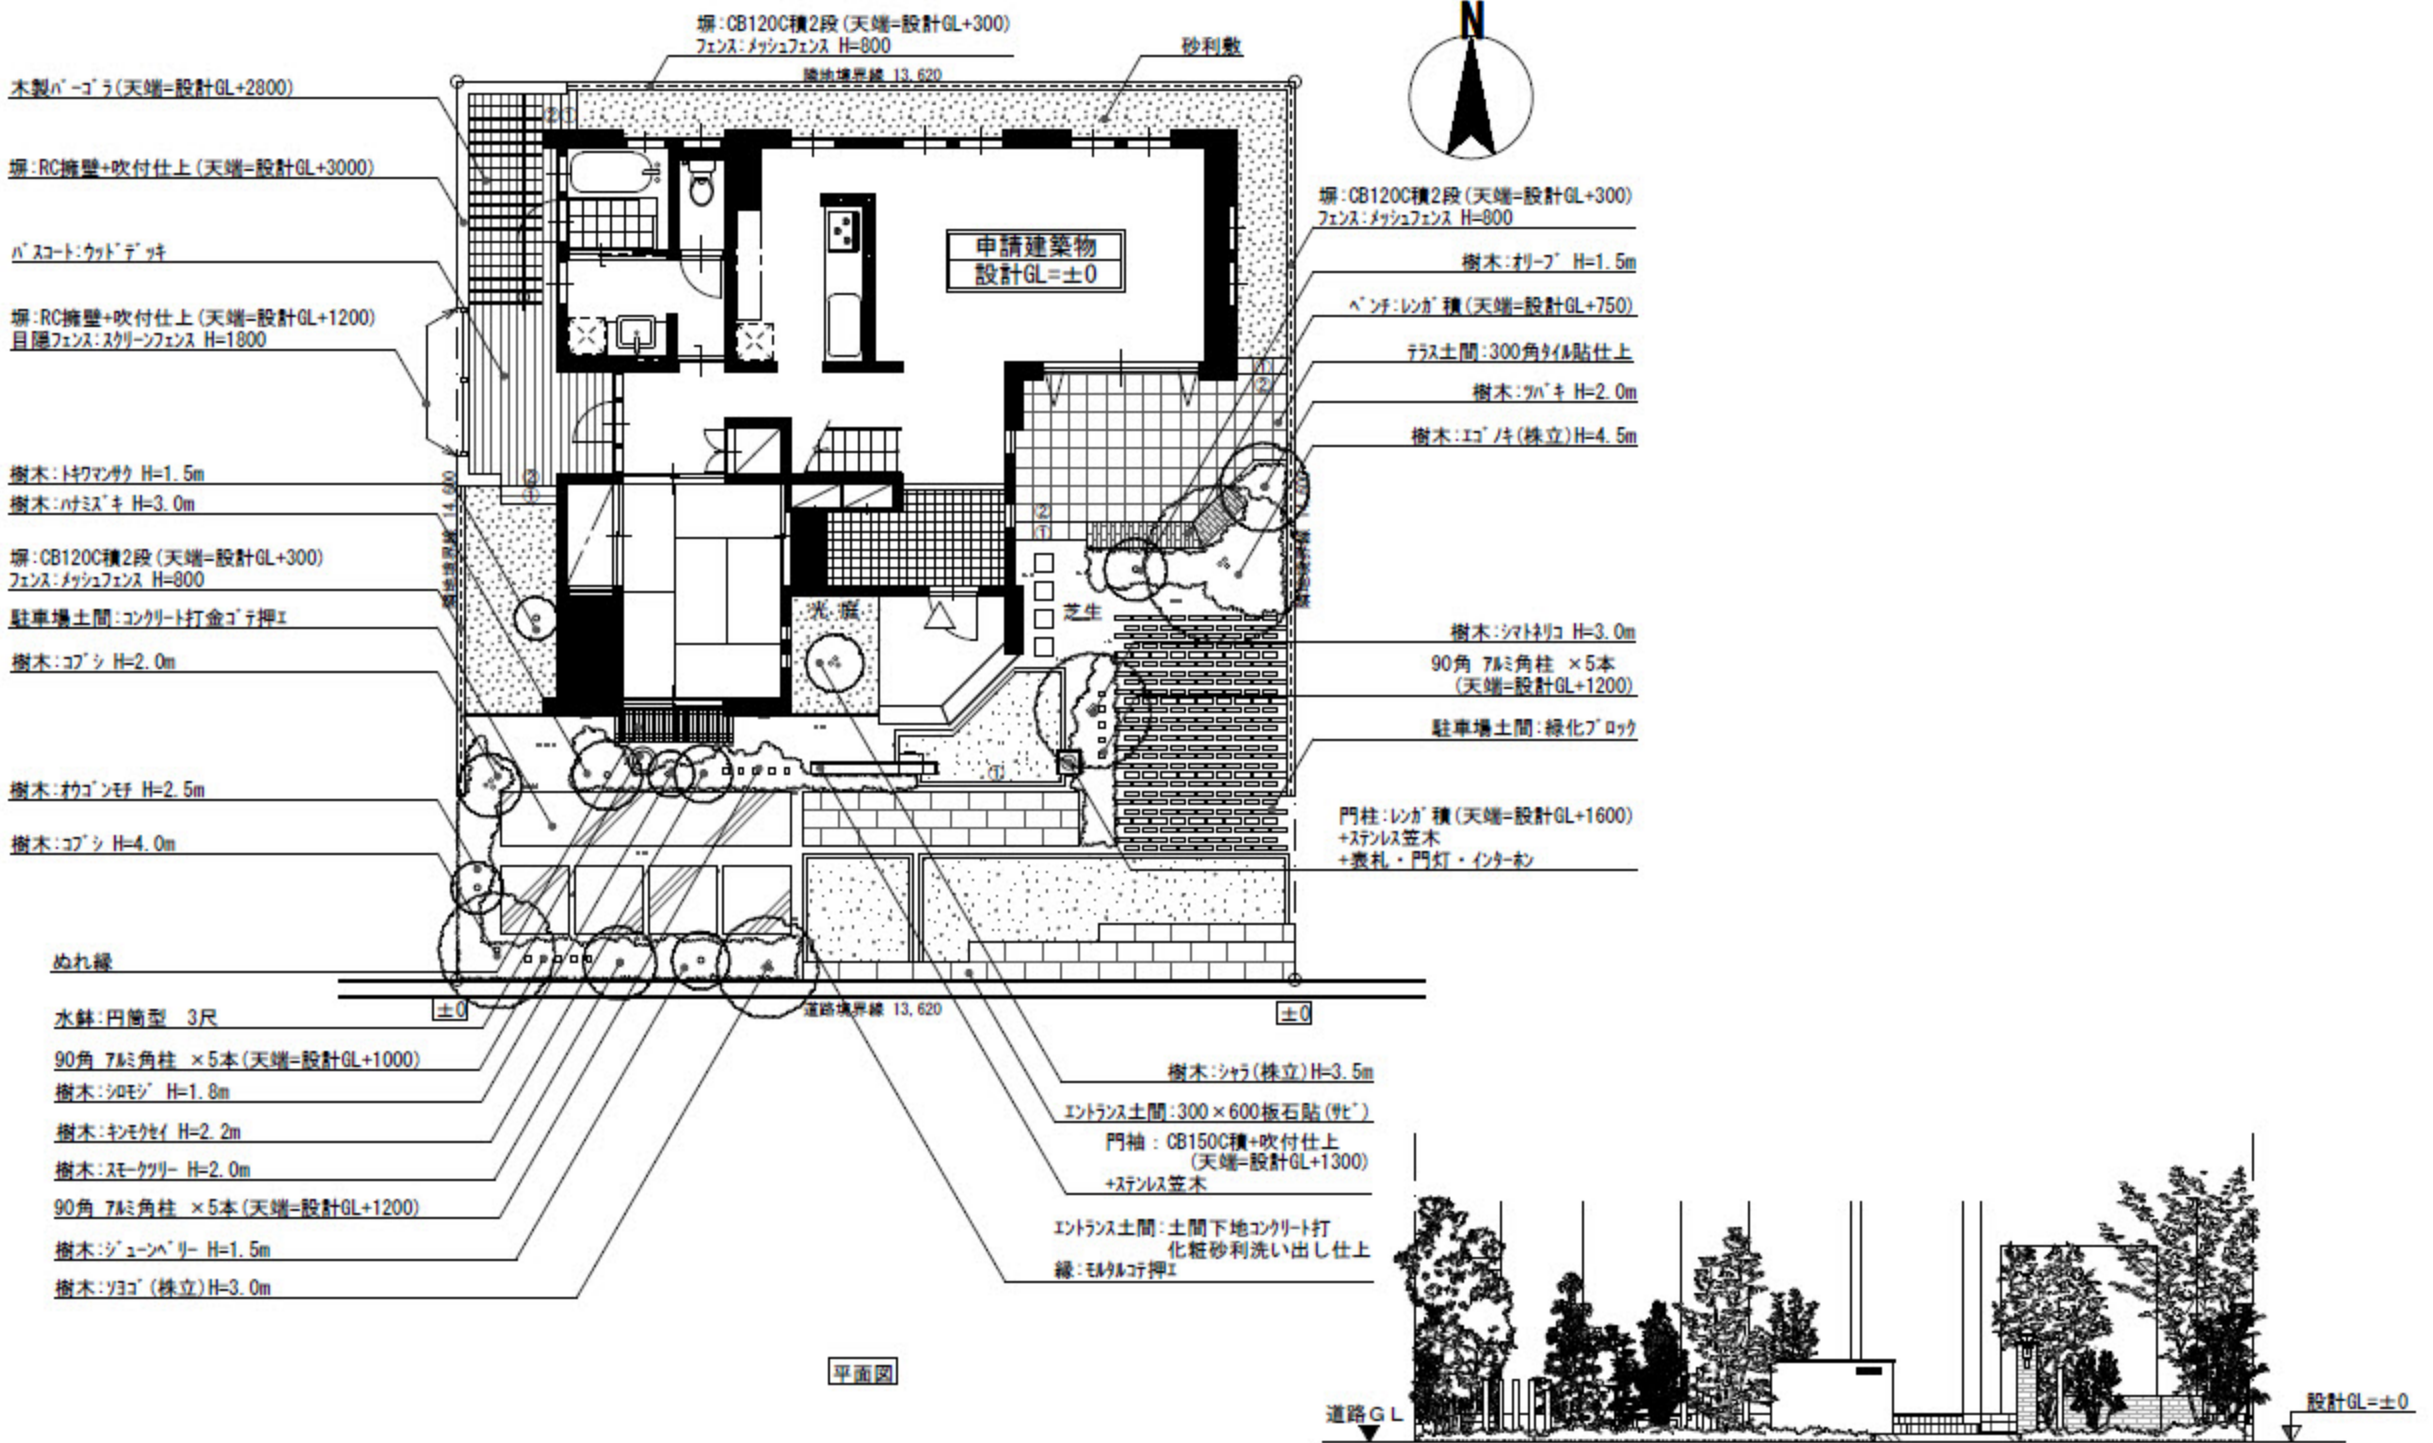 塀:CB120C積2段(天端=設計GL+300)
ﾌｪﾝｽ:ﾒｯｼｭﾌｪﾝｽ H=800
砂利敷
隣地境界線 13,620
N
木製ﾊﾟｰｺﾞﾗ(天端=設計GL+2800)
塀:RC擁壁+吹付仕上(天端=設計GL+3000)
ﾊﾞｽｺｰﾄ:ｳｯﾄﾞﾃﾞｯｷ
塀:RC擁壁+吹付仕上(天端=設計GL+1200)
目隠ﾌｪﾝｽ:ｽｸﾘｰﾝﾌｪﾝｽ H=1800
樹木:ﾄｷﾜﾏﾝｻｸ H=1.5m
樹木:ﾊﾅﾐｽﾞｷ H=3.0m
塀:CB120C積2段(天端=設計GL+300)
ﾌｪﾝｽ:ﾒｯｼｭﾌｪﾝｽ H=800
駐車場土間:ｺﾝｸﾘｰﾄ打金ｺﾞﾃ押ｴ
樹木:ｺﾌﾞｼ H=2.0m
樹木:ｵｳｺﾞﾝﾓﾁ H=2.5m
樹木:ｺﾌﾞｼ H=4.0m
ぬれ縁
水鉢:円筒型 3尺
90角 ｱﾙﾐ角柱 ×5本(天端=設計GL+1000)
樹木:ｼﾛﾓｼﾞ H=1.8m
樹木:ｷﾝﾓｸｾｲ H=2.2m
樹木:ｽﾓｰｸﾂﾘｰ H=2.0m
90角 ｱﾙﾐ角柱 ×5本(天端=設計GL+1200)
樹木:ｼﾞｭｰﾝﾍﾞﾘｰ H=1.5m
樹木:ｿﾖｺﾞ(株立)H=3.0m
②①
申請建築物
設計GL=±0
①
②
②
①
②
①
光庭
芝生
①
±0
道路境界線 13,620
±0
塀:CB120C積2段(天端=設計GL+300)
ﾌｪﾝｽ:ﾒｯｼｭﾌｪﾝｽ H=800
樹木:ｵﾘｰﾌﾞ H=1.5m
ﾍﾞﾝﾁ:ﾚﾝｶﾞ積(天端=設計GL+750)
ﾃﾗｽ土間:300角ﾀｲﾙ貼仕上
樹木:ﾂﾊﾞｷ H=2.0m
樹木:ｴｺﾞﾉｷ(株立)H=4.5m
樹木:ｼﾏﾄﾈﾘｺ H=3.0m
90角 ｱﾙﾐ角柱 ×5本
(天端=設計GL+1200)
駐車場土間:緑化ﾌﾞﾛｯｸ
門柱:ﾚﾝｶﾞ積(天端=設計GL+1600)
+ｽﾃﾝﾚｽ笠木
+表札・門灯・ｲﾝﾀｰﾎﾝ
樹木:ｼｬﾗ(株立)H=3.5m
ｴﾝﾄﾗﾝｽ土間:300×600板石貼(ｻﾋﾞ)
門袖:CB150C積+吹付仕上
(天端=設計GL+1300)
+ｽﾃﾝﾚｽ笠木
ｴﾝﾄﾗﾝｽ土間:土間下地ｺﾝｸﾘｰﾄ打
化粧砂利洗い出し仕上
縁:ﾓﾙﾀﾙｺﾃ押ｴ
平面図
道路GL
設計GL=±0